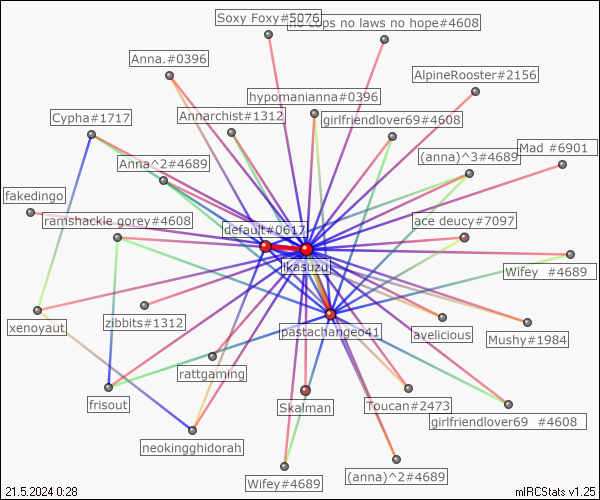 Soxy Foxy#5076
no cops no laws no hope#4608
Anna.#0396
AlpineRooster#2156
hypomanianna#0396
Cypha#1717
Annarchist#1312
girlfriendlover69#4608
Mad #6901
(anna)^3#4689
Anna^2#4689
fakedingo
ramshackle gorey#4608
ace deucy#7097
default#0617
ikasuzu
Wifey  #4689
xenoyaut
zibbits#1312
pastachangeo41
avelicious
Mushy#1984
rattgaming
frisout
Skalman
Toucan#2473
girlfriendlover69  #4608
neokingghidorah
Wifey#4689
(anna)^2#4689
21.5.2024 0:28
mIRCStats v1.25